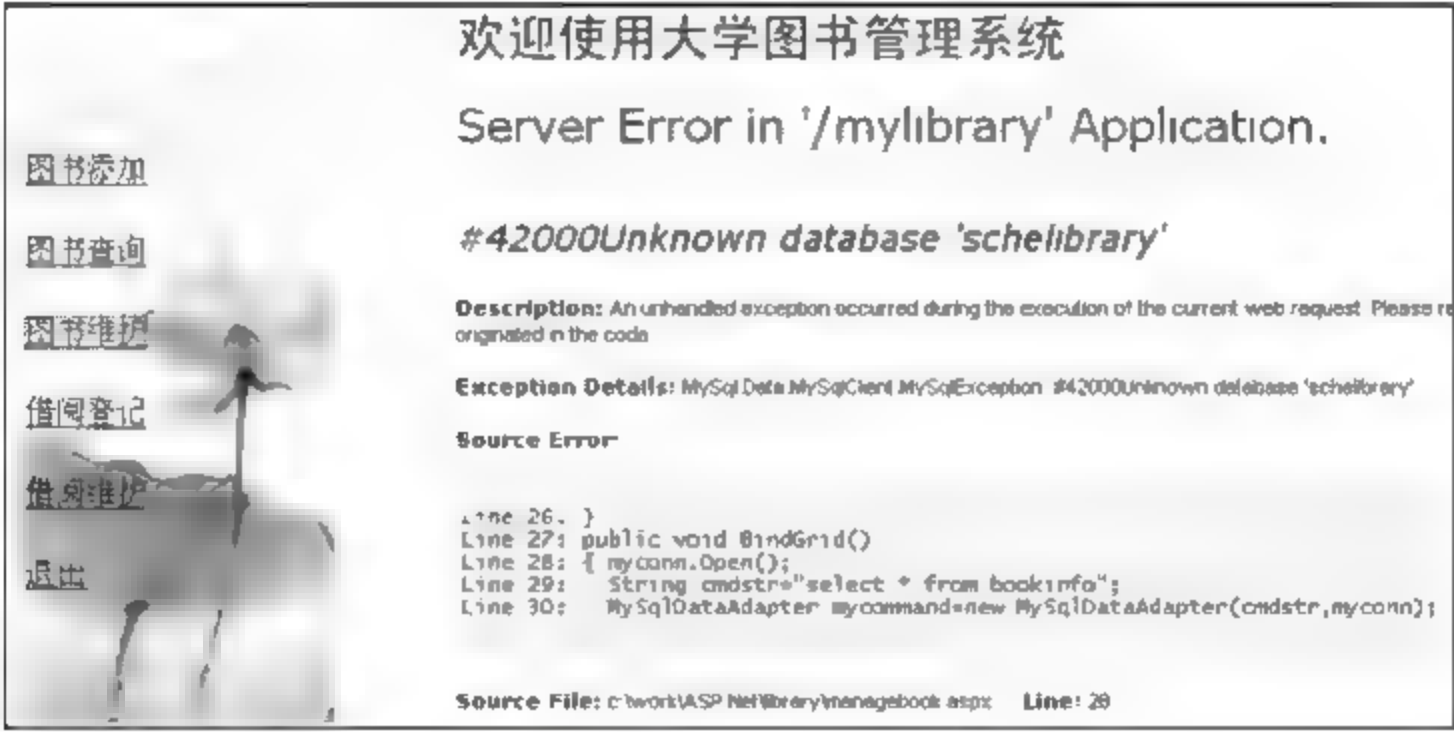 欢迎使用大学图书管理系统
Server Error in '/mylibrary' Application.
图书添加
#42000Unknown database 'schelibrary'
图书查询
Description: An unhandled exception occurred during the execution of the current web request. Please re
originated in the code
图书维护
Exception Details: MySql.Data.MySqlClient.MySqlException: #42000Unknown database 'schelibrary'
借阅登记
Source Error
借阅维护
Line 26: }
Line 27: public void BindGrid()
Line 28: { myconn.Open();
退出
Line 29: String cmdstr="select * from bookinfo";
Line 30: MySqlDataAdapter mycommand=new MySqlDataAdapter(cmdstr,myconn);
Source File: c:\work\ASP.Net\library\managebook.aspx Line: 28